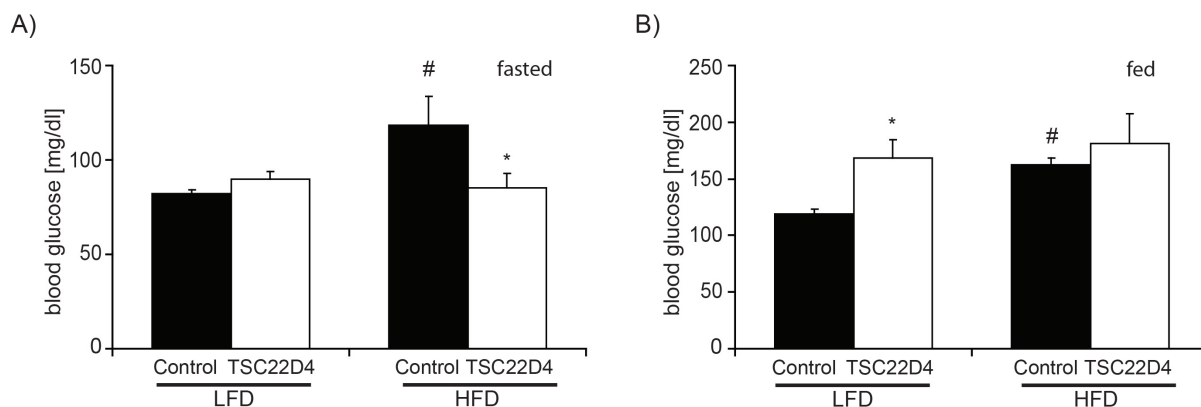 A)
150
100
50
0
blood glucose [mg/dl]
#
fasted
*
Control TSC22D4
Control TSC22D4
LFD
HFD
B)
250
200
150
100
50
0
blood glucose [mg/dl]
fed
*
#
Control TSC22D4
Control TSC22D4
LFD
HFD